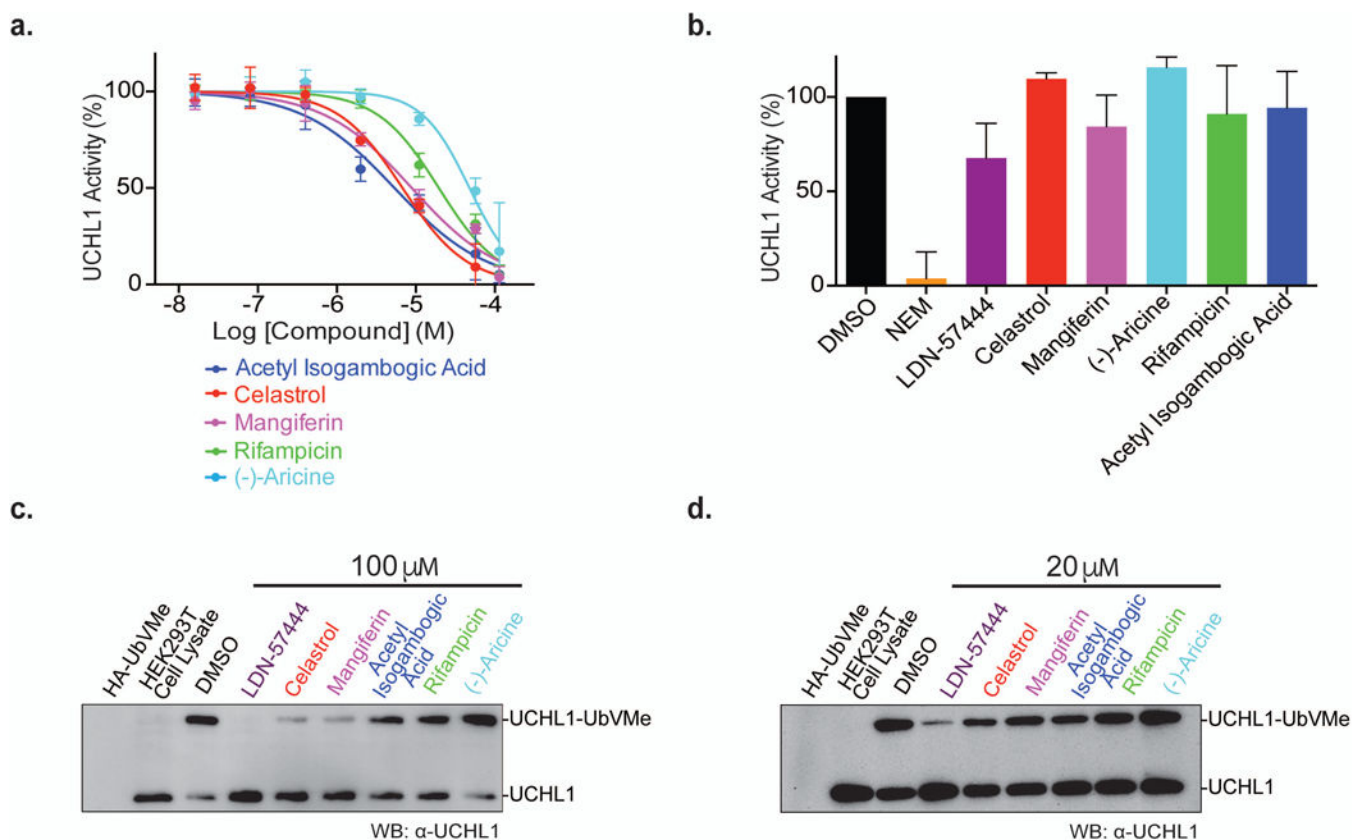 a.
UCHL1 Activity (%)
100
50
0
-8 -7 -6 -5 -4
Log [Compound] (M)
Acetyl Isogambogic Acid
Celastrol
Mangiferin
Rifampicin
(-)-Aricine
b.
UCHL1 Activity (%)
100
50
0
DMSO
NEM
LDN-57444
Celastrol
Mangiferin
(-)-Aricine
Rifampicin
Acetyl Isogambogic Acid
c.
100 µM
HA-UbVMe
HEK293T
Cell Lysate
DMSO
LDN-57444
Celastrol
Mangiferin
Acetyl
Isogambogic
Acid
Rifampicin
(-)-Aricine
UCHL1-UbVMe
UCHL1
WB: α-UCHL1
d.
20 µM
HA-UbVMe
HEK293T
Cell Lysate
DMSO
LDN-57444
Celastrol
Mangiferin
Acetyl
Isogambogic
Acid
Rifampicin
(-)-Aricine
UCHL1-UbVMe
UCHL1
WB: α-UCHL1